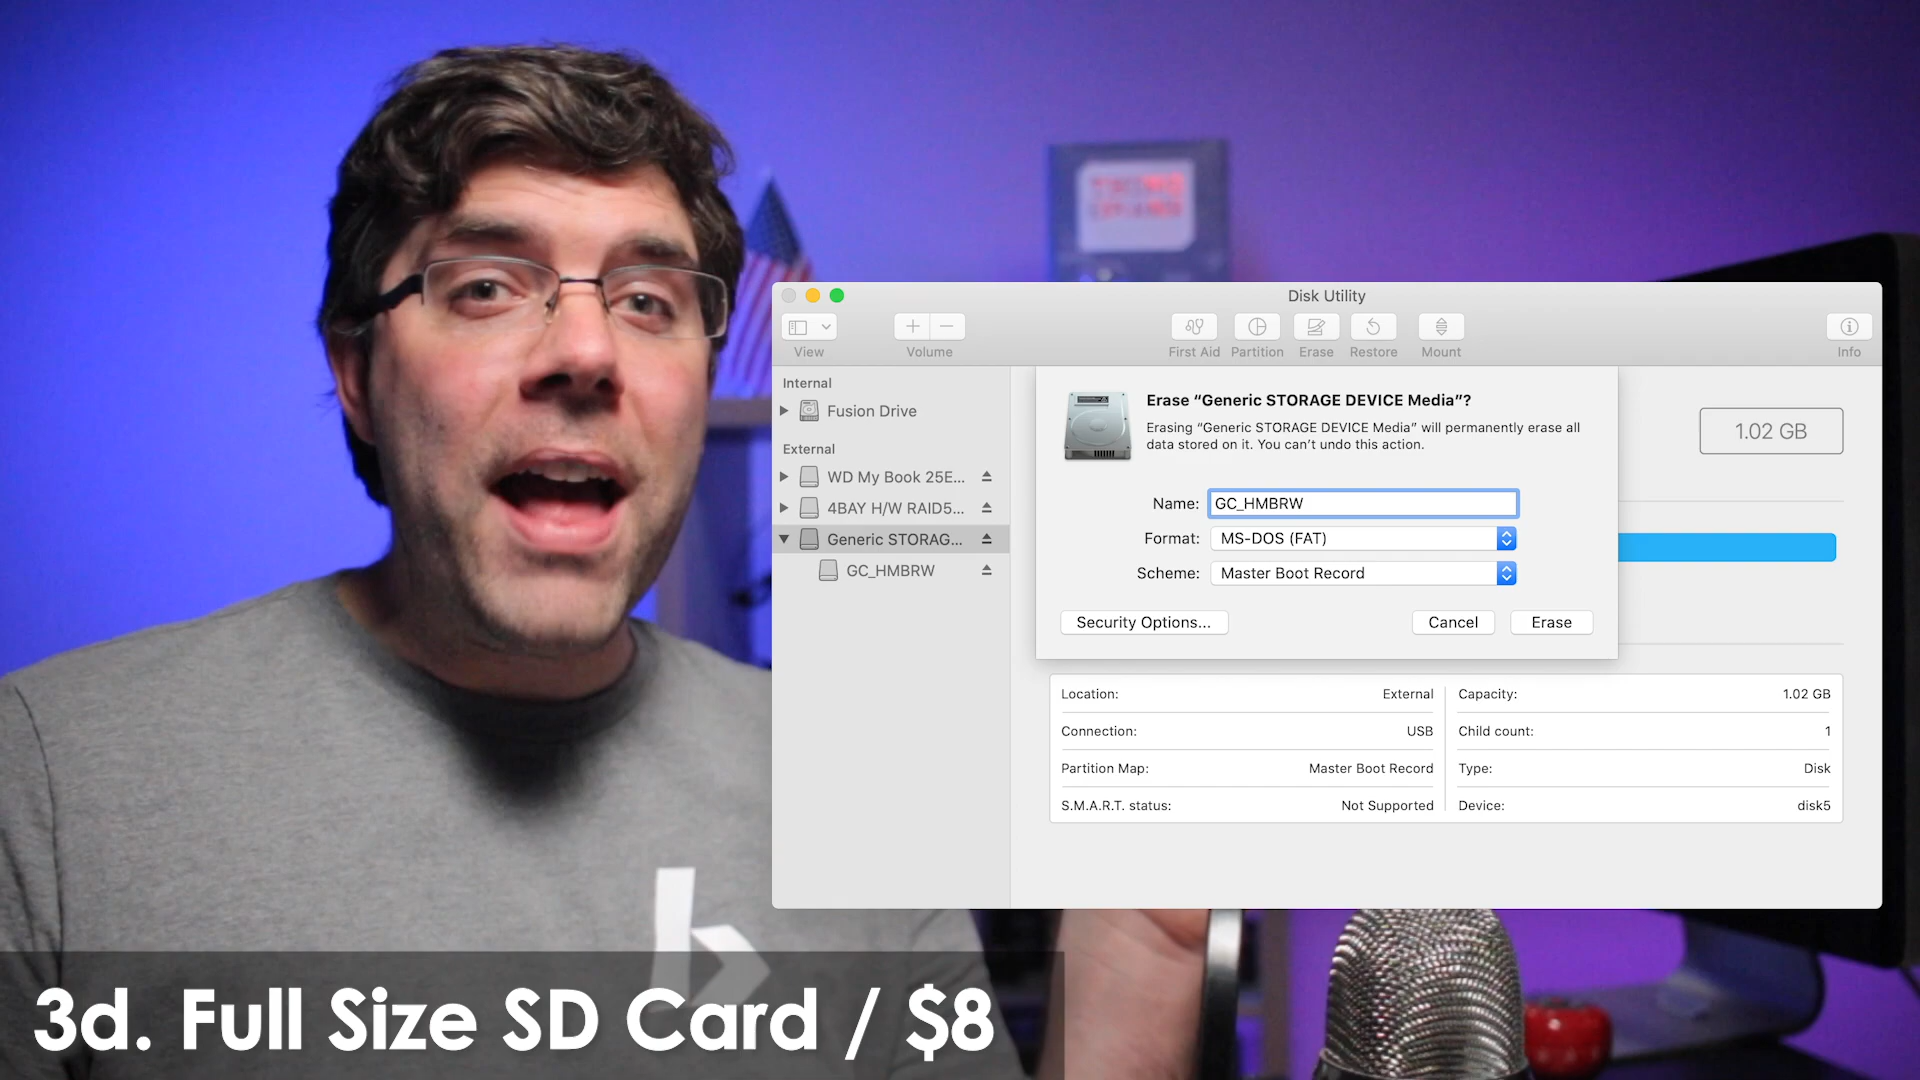 Disk Utility
View
Volume
First Aid
Partition
Erase
Restore
Mount
Info
Internal
Fusion Drive
External
WD My Book 25E...
4BAY H/W RAID5...
Generic STORAG...
GC_HMBRW
Erase “Generic STORAGE DEVICE Media”?
Erasing “Generic STORAGE DEVICE Media” will permanently erase all
data stored on it. You can’t undo this action.
Name: GC_HMBRW
Format: MS-DOS (FAT)
Scheme: Master Boot Record
Security Options...
Cancel
Erase
1.02 GB
Location: External
Connection: USB
Partition Map: Master Boot Record
S.M.A.R.T. status: Not Supported
Capacity: 1.02 GB
Child count: 1
Type: Disk
Device: disk5
3d. Full Size SD Card / $8